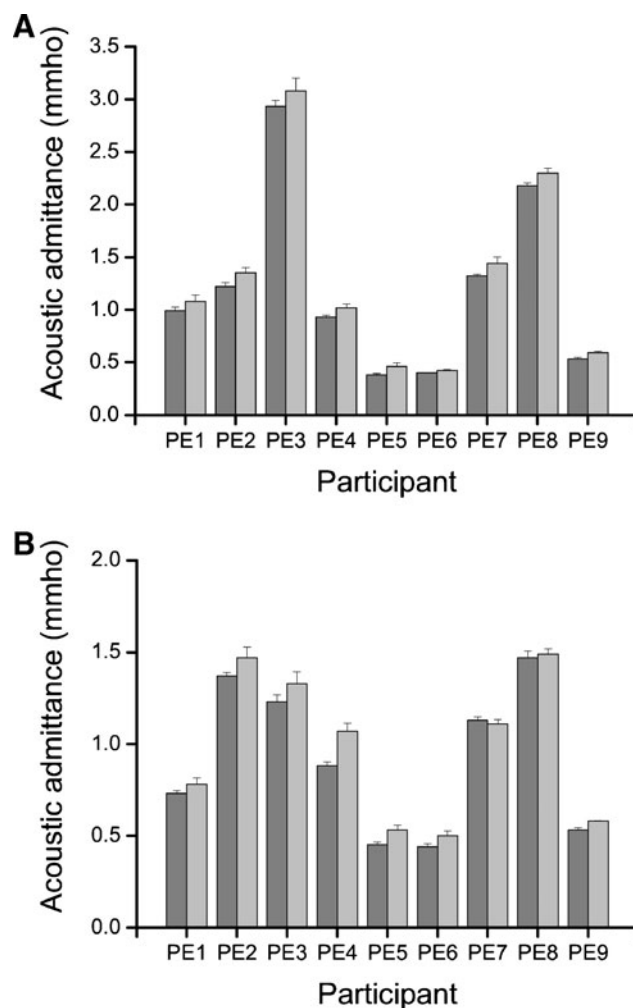 A
Acoustic admittance (mmho)
3.5
3.0
2.5
2.0
1.5
1.0
0.5
0.0
PE1 PE2 PE3 PE4 PE5 PE6 PE7 PE8 PE9
Participant
B
Acoustic admittance (mmho)
2.0
1.5
1.0
0.5
0.0
PE1 PE2 PE3 PE4 PE5 PE6 PE7 PE8 PE9
Participant